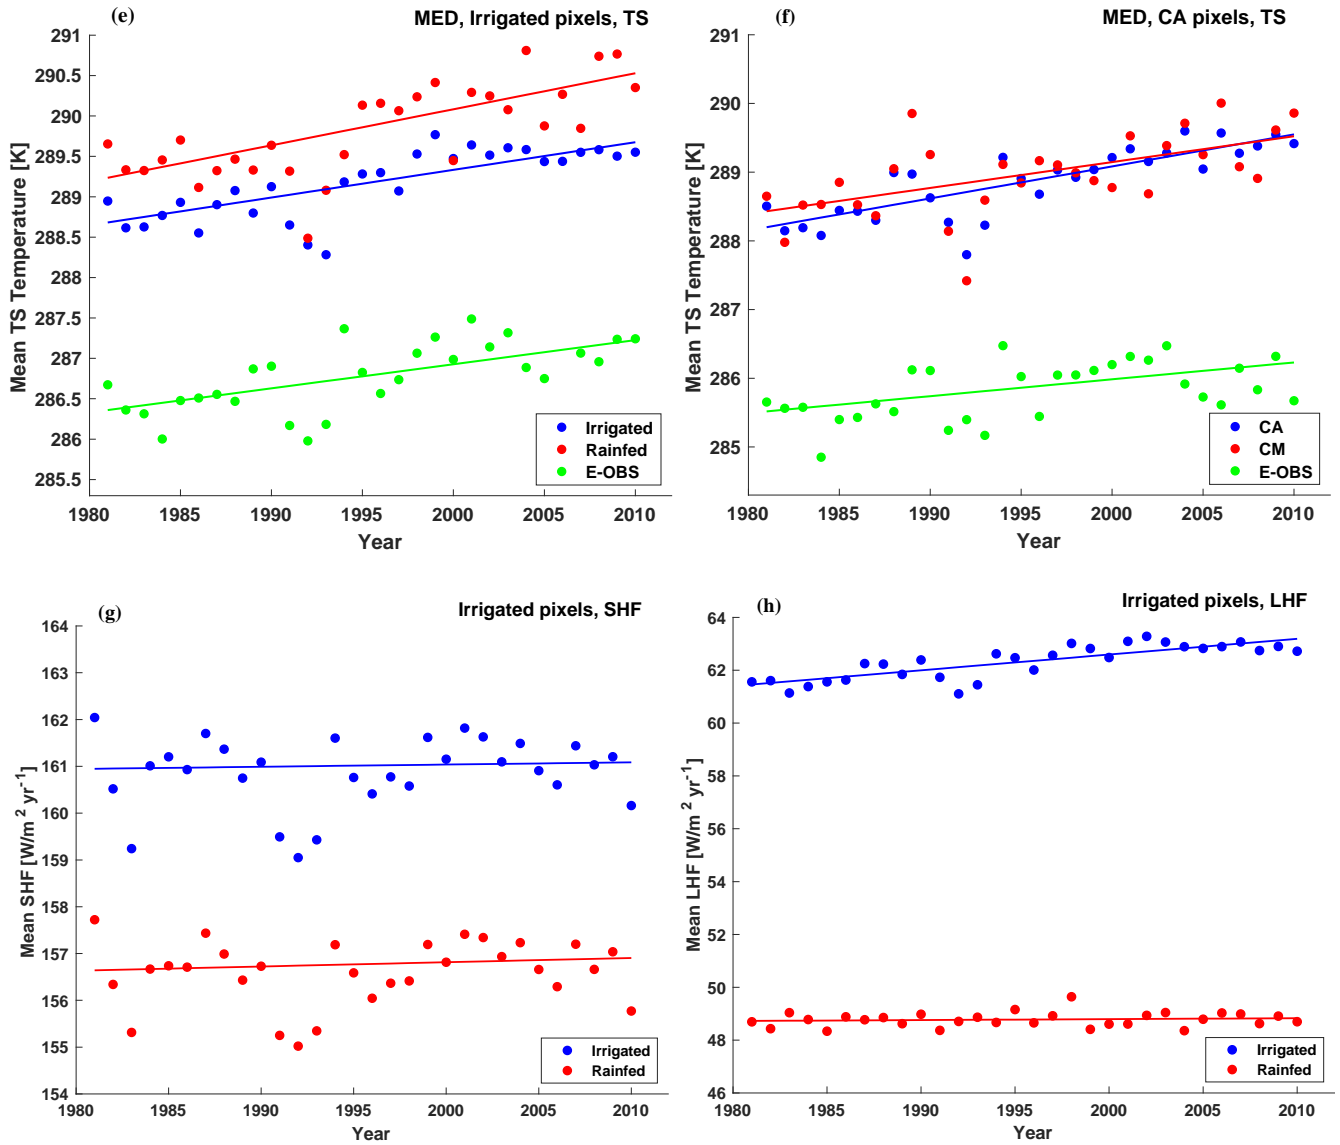 (e)
MED, Irrigated pixels, TS
291
290.5
290
289.5
289
288.5
288
287.5
287
286.5
286
285.5
Mean TS Temperature [K]
Irrigated
Rainfed
E-OBS
1980 1985 1990 1995 2000 2005 2010
Year
(f)
MED, CA pixels, TS
291
290
289
288
287
286
285
Mean TS Temperature [K]
CA
CM
E-OBS
1980 1985 1990 1995 2000 2005 2010
Year
(g)
Irrigated pixels, SHF
164
163
162
161
160
159
158
157
156
155
154
Mean SHF [W/m² yr⁻¹]
Irrigated
Rainfed
1980 1985 1990 1995 2000 2005 2010
Year
(h)
Irrigated pixels, LHF
64
62
60
58
56
54
52
50
48
46
Mean LHF [W/m² yr⁻¹]
Irrigated
Rainfed
1980 1985 1990 1995 2000 2005 2010
Year